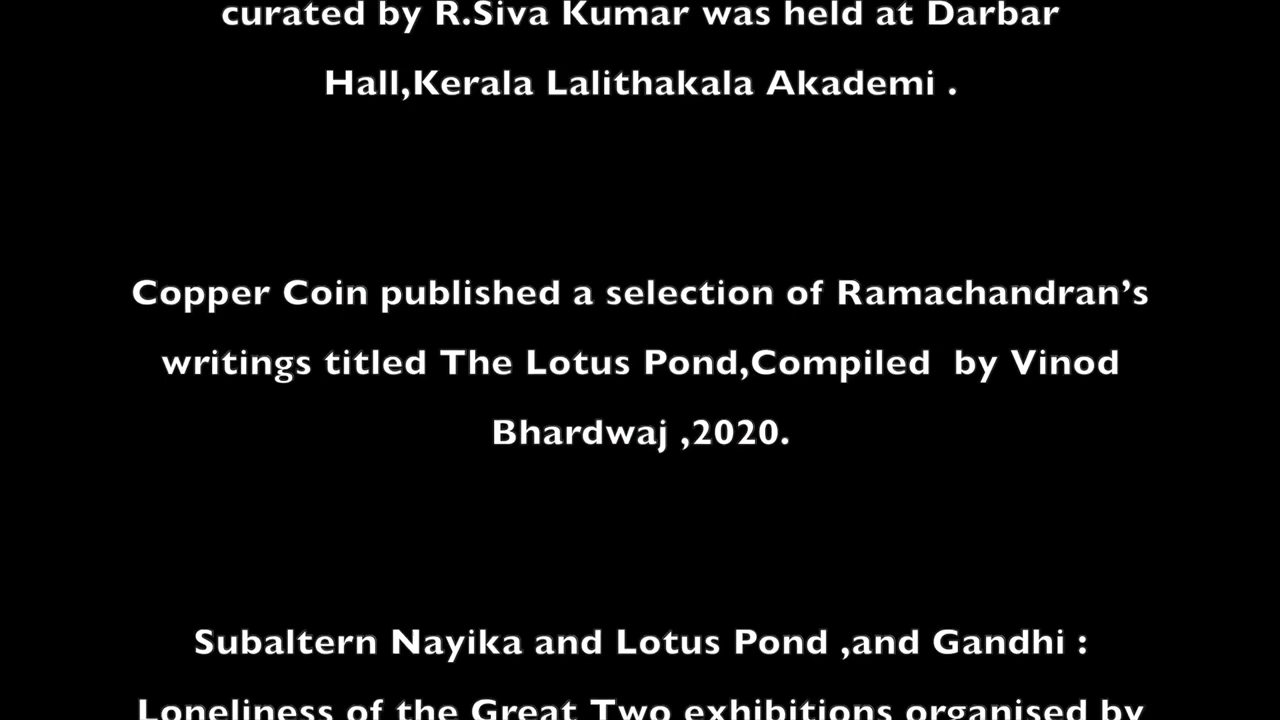 curated by R.Siva Kumar was held at Darbar
Hall,Kerala Lalithakala Akademi .
Copper Coin published a selection of Ramachandran’s
writings titled The Lotus Pond,Compiled  by Vinod
Bhardwaj ,2020.
Subaltern Nayika and Lotus Pond ,and Gandhi :
Loneliness of the Great Two exhibitions organised by